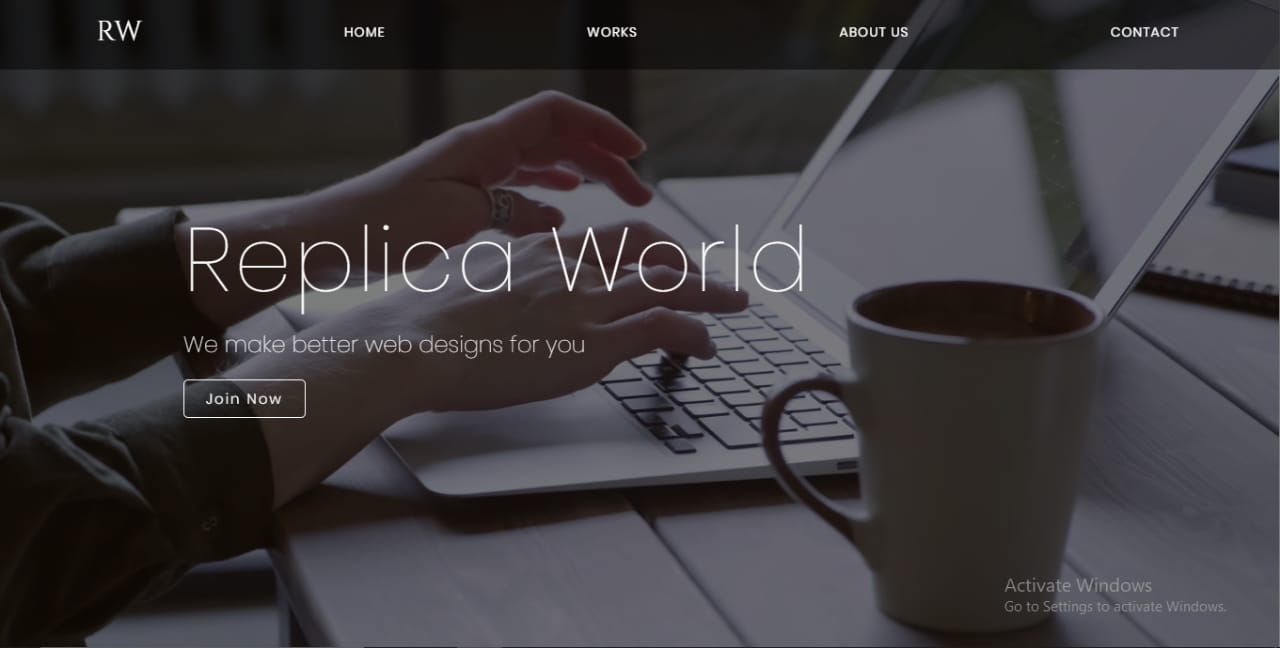 RW HOME WORKS ABOUT US CONTACT
Replica World
We make better web designs for you
Join Now
Activate Windows
Go to Settings to activate Windows.